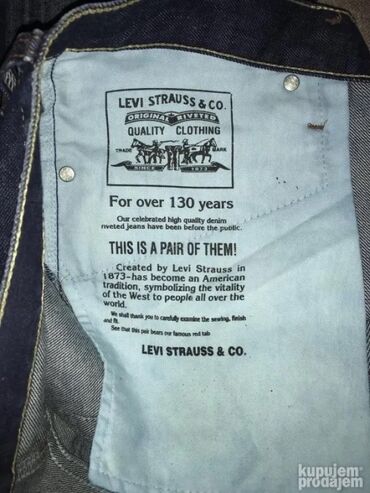 LEVI STRAUSS & CO.
ORIGINAL RIVETED
QUALITY CLOTHING
TRADE MARK
SINCE 1873
For over 130 years
Our celebrated high quality denim
riveted jeans have been before the public.
THIS IS A PAIR OF THEM!
Created by Levi Strauss in
1873-has become an American
tradition, symbolizing the vitality
of the West to people all over the
world.
We shall thank you to carefully examine the sewing, finish
and fit.
See that this pair bears our famous red tab
LEVI STRAUSS & CO.
kupujem
prodajem